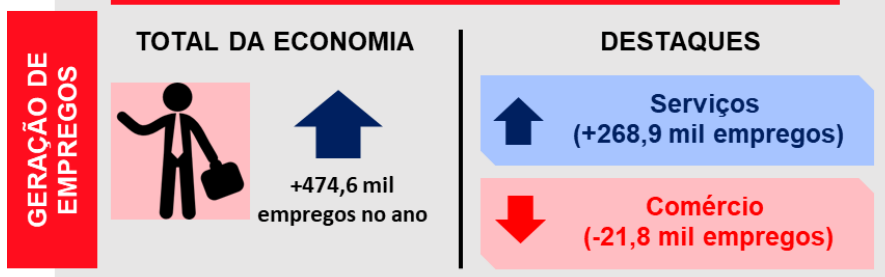 GERAÇÃO DE
EMPREGOS
TOTAL DA ECONOMIA
+474,6 mil
empregos no ano
DESTAQUES
Serviços
(+268,9 mil empregos)
Comércio
(-21,8 mil empregos)